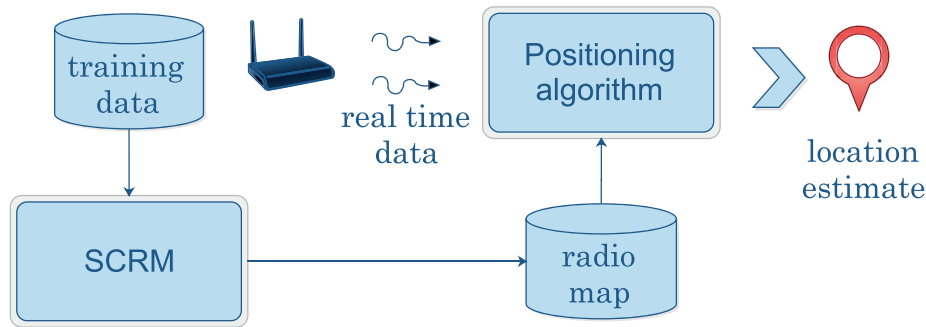 training
data
real time
data
Positioning
algorithm
location
estimate
SCRM
radio
map